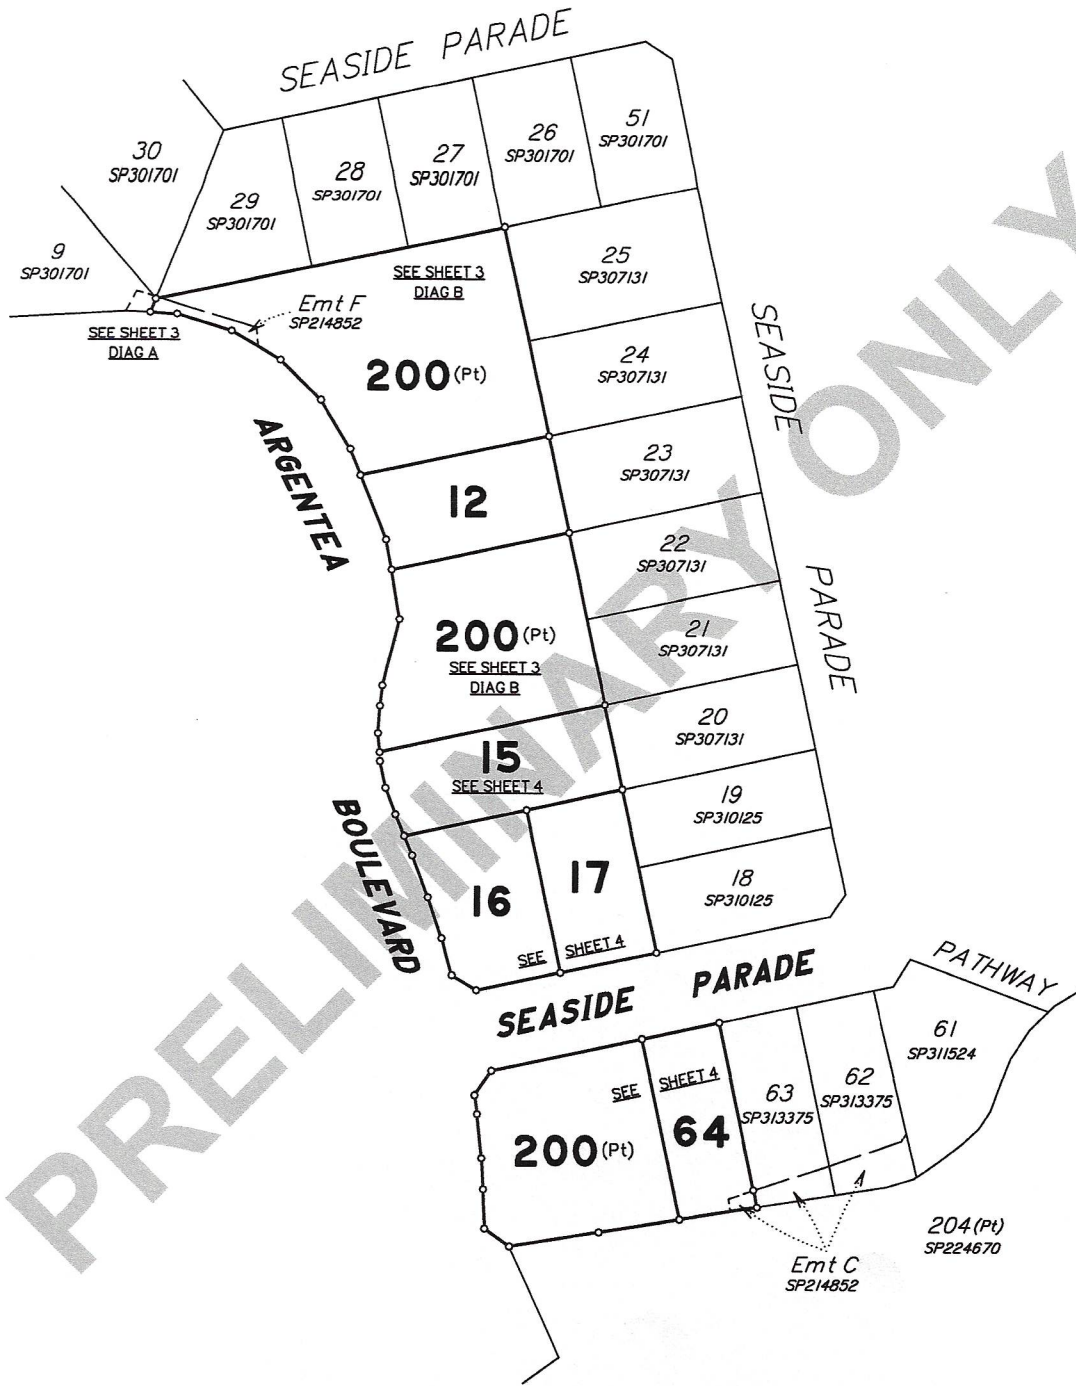 SEASIDE PARADE
51
SP301701
26
SP301701
27
SP301701
28
SP301701
29
SP301701
30
SP301701
9
SP301701
SEE SHEET 3
DIAG B
25
SP307131
Emt F
SP214852
SEE SHEET 3
DIAG A
200 (Pt)
24
SP307131
SEASIDE
PARADE
ARGENTEA
BOULEVARD
23
SP307131
12
22
SP307131
200 (Pt)
SEE SHEET 3
DIAG B
21
SP307131
20
SP307131
15
SEE SHEET 4
19
SP310125
16
17
18
SP310125
SEE SHEET 4
SEASIDE PARADE
PATHWAY
61
SP311524
SEE SHEET 4
63
SP313375
62
SP313375
200 (Pt)
64
204 (Pt)
SP224670
Emt C
SP214852
PRELIMINARY ONLY